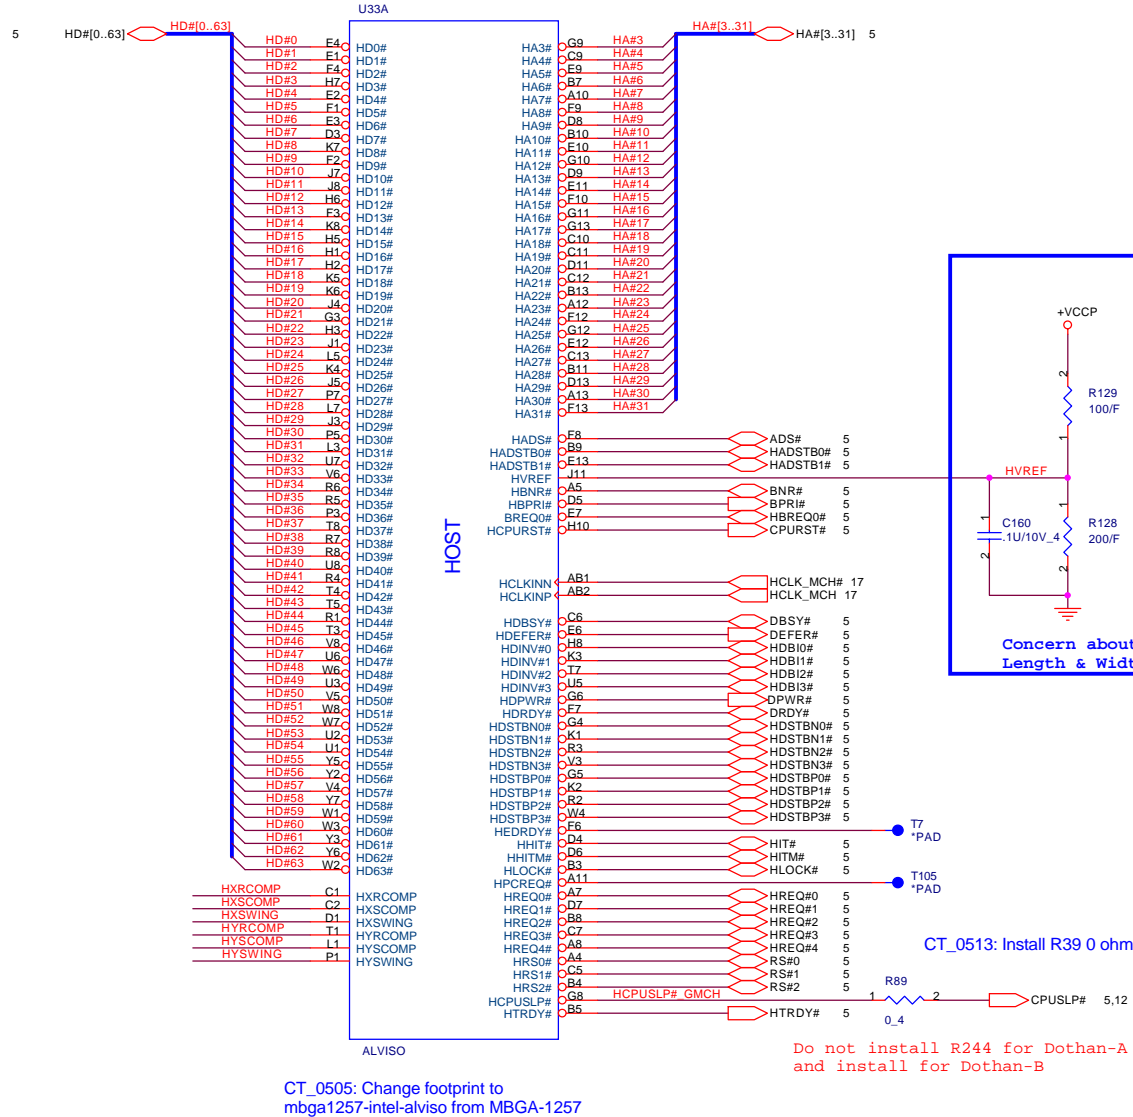 U33A
5 HD#[0..63] HD#[0..63] HA#[3..31] HA#[3..31] 5
HD#0 E4 HD0#
HD#1 E1 HD1#
HD#2 F4 HD2#
HD#3 H7 HD3#
HD#4 E2 HD4#
HD#5 F1 HD5#
HD#6 E3 HD6#
HD#7 D3 HD7#
HD#8 K7 HD8#
HD#9 F2 HD9#
HD#10 J7 HD10#
HD#11 J8 HD11#
HD#12 H6 HD12#
HD#13 F3 HD13#
HD#14 K8 HD14#
HD#15 H5 HD15#
HD#16 H1 HD16#
HD#17 H2 HD17#
HD#18 K5 HD18#
HD#19 K6 HD19#
HD#20 J4 HD20#
HD#21 G3 HD21#
HD#22 H3 HD22#
HD#23 J1 HD23#
HD#24 L5 HD24#
HD#25 K4 HD25#
HD#26 J5 HD26#
HD#27 P7 HD27#
HD#28 L7 HD28#
HD#29 J3 HD29#
HD#30 P5 HD30#
HD#31 L3 HD31#
HD#32 U7 HD32#
HD#33 V6 HD33#
HD#34 R6 HD34#
HD#35 R5 HD35#
HD#36 P3 HD36#
HD#37 T8 HD37#
HD#38 R7 HD38#
HD#39 R8 HD39#
HD#40 U8 HD40#
HD#41 R4 HD41#
HD#42 T4 HD42#
HD#43 T5 HD43#
HD#44 R1 HD44#
HD#45 T3 HD45#
HD#46 V8 HD46#
HD#47 U6 HD47#
HD#48 W6 HD48#
HD#49 U3 HD49#
HD#50 V5 HD50#
HD#51 W8 HD51#
HD#52 W7 HD52#
HD#53 U2 HD53#
HD#54 U1 HD54#
HD#55 Y5 HD55#
HD#56 Y2 HD56#
HD#57 V4 HD57#
HD#58 Y7 HD58#
HD#59 W1 HD59#
HD#60 W3 HD60#
HD#61 Y3 HD61#
HD#62 Y6 HD62#
HD#63 W2 HD63#
HXRCOMP C1 HXRCOMP
HXSCOMP C2 HXSCOMP
HXSWING D1 HXSWING
HYRCOMP T1 HYRCOMP
HYSCOMP L1 HYSCOMP
HYSWING P1 HYSWING
HOST
HA3# G9 HA#3
HA4# C9 HA#4
HA5# E9 HA#5
HA6# B7 HA#6
HA7# A10 HA#7
HA8# F9 HA#8
HA9# D8 HA#9
HA10# B10 HA#10
HA11# E10 HA#11
HA12# G10 HA#12
HA13# D9 HA#13
HA14# E11 HA#14
HA15# F10 HA#15
HA16# G11 HA#16
HA17# G13 HA#17
HA18# C10 HA#18
HA19# C11 HA#19
HA20# D11 HA#20
HA21# C12 HA#21
HA22# B13 HA#22
HA23# A12 HA#23
HA24# F12 HA#24
HA25# G12 HA#25
HA26# E12 HA#26
HA27# C13 HA#27
HA28# B11 HA#28
HA29# D13 HA#29
HA30# A13 HA#30
HA31# F13 HA#31
HADS# F8 ADS# 5
HADSTB0# B9 HADSTB0# 5
HADSTB1# E13 HADSTB1# 5
HVREF J11 HVREF
HBNR# A5 BNR# 5
HBPRI# D5 BPRI# 5
BREQ0# E7 HBREQ0# 5
HCPURST# H10 CPURST# 5
HCLKINN AB1 HCLK_MCH# 17
HCLKINP AB2 HCLK_MCH 17
HDBSY# C6 DBSY# 5
HDEFER# E6 DEFER# 5
HDINV#0 H8 HDBI0# 5
HDINV#1 K3 HDBI1# 5
HDINV#2 T7 HDBI2# 5
HDINV#3 U5 HDBI3# 5
HDPWR# G6 DPWR# 5
HDRDY# F7 DRDY# 5
HDSTBN0# G4 HDSTBN0# 5
HDSTBN1# K1 HDSTBN1# 5
HDSTBN2# R3 HDSTBN2# 5
HDSTBN3# V3 HDSTBN3# 5
HDSTBP0# G5 HDSTBP0# 5
HDSTBP1# K2 HDSTBP1# 5
HDSTBP2# R2 HDSTBP2# 5
HDSTBP3# W4 HDSTBP3# 5
HEDRDY# F6 T7
*PAD
HHIT# D4 HIT# 5
HHITM# D6 HITM# 5
HLOCK# B3 HLOCK# 5
HPCREQ# A11 T105
*PAD
HREQ0# A7 HREQ#0 5
HREQ1# D7 HREQ#1 5
HREQ2# B8 HREQ#2 5
HREQ3# C7 HREQ#3 5
HREQ4# A8 HREQ#4 5
HRS0# A4 RS#0 5
HRS1# C5 RS#1 5
HRS2# B4 RS#2 5
HCPUSLP# G8 HCPUSLP#_GMCH 1 R89 2 CPUSLP# 5,12
0_4
HTRDY# B5 HTRDY# 5
+VCCP
2
R129
100/F
1
1
C160
.1U/10V_4
2
1
R128
200/F
2
Concern about
Length & Widt
CT_0513: Install R39 0 ohm
Do not install R244 for Dothan-A
and install for Dothan-B
ALVISO
CT_0505: Change footprint to
mbga1257-intel-alviso from MBGA-1257